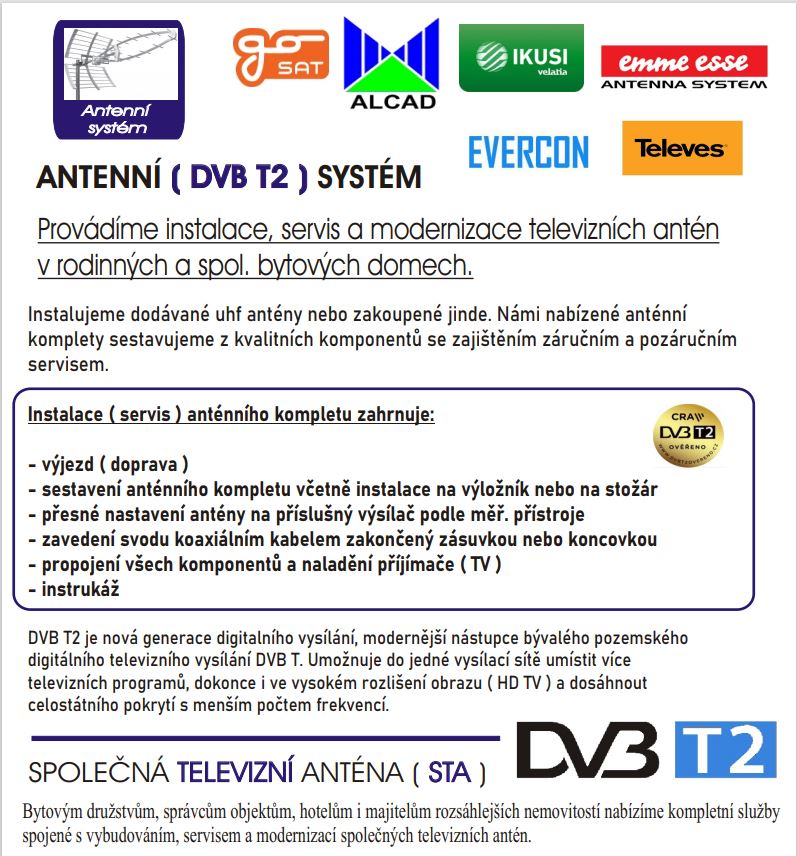 Antenní
systém
go
SAT
ALCAD
IKUSI
velatia
emme esse
ANTENNA SYSTEM
EVERCON
Televes
ANTENNÍ ( DVB T2 ) SYSTÉM
Provádíme instalace, servis a modernizace televizních antén
v rodinných a spol. bytových domech.
Instalujeme dodávané uhf antény nebo zakoupené jinde. Námi nabízené anténní
komplety sestavujeme z kvalitních komponentů se zajištěním záručním a pozáručním
servisem.
Instalace ( servis ) anténního kompletu zahrnuje:
CRA
DVB T2
OVĚŘENO
WWW.DVBT2OVERENO.CZ
- výjezd ( doprava )
- sestavení anténního kompletu včetně instalace na výložník nebo na stožár
- přesné nastavení antény na příslušný výsílač podle měř. přístroje
- zavedení svodu koaxiálním kabelem zakončený zásuvkou nebo koncovkou
- propojení všech komponentů a naladění příjímače ( TV )
- instrukáž
DVB T2 je nová generace digitalního vysílání, modernější nástupce bývalého pozemského
digitálního televizního vysílání DVB T. Umožnuje do jedné vysílací sítě umístit více
televizních programů, dokonce i ve vysokém rozlišení obrazu ( HD TV ) a dosáhnout
celostátního pokrytí s menším počtem frekvencí.
DVB T2
SPOLEČNÁ TELEVIZNÍ ANTÉNA ( STA )
Bytovým družstvům, správcům objektům, hotelům i majitelům rozsáhlejších nemovitostí nabízíme kompletní služby
spojené s vybudováním, servisem a modernizací společných televizních antén.